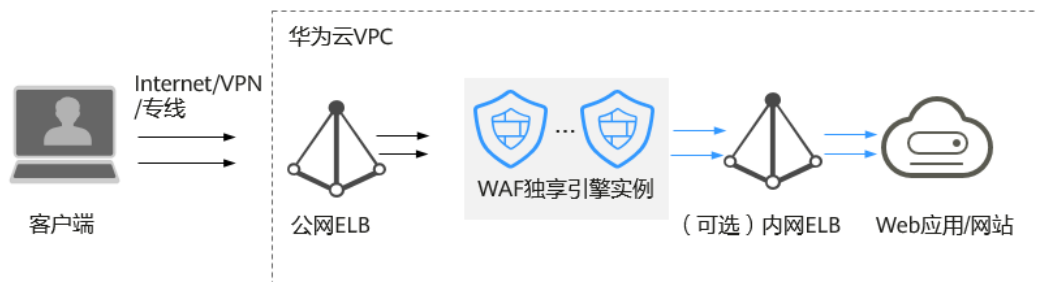 华为云VPC
Internet/VPN
/专线
...
WAF独享引擎实例
客户端
公网ELB
（可选）内网ELB
Web应用/网站